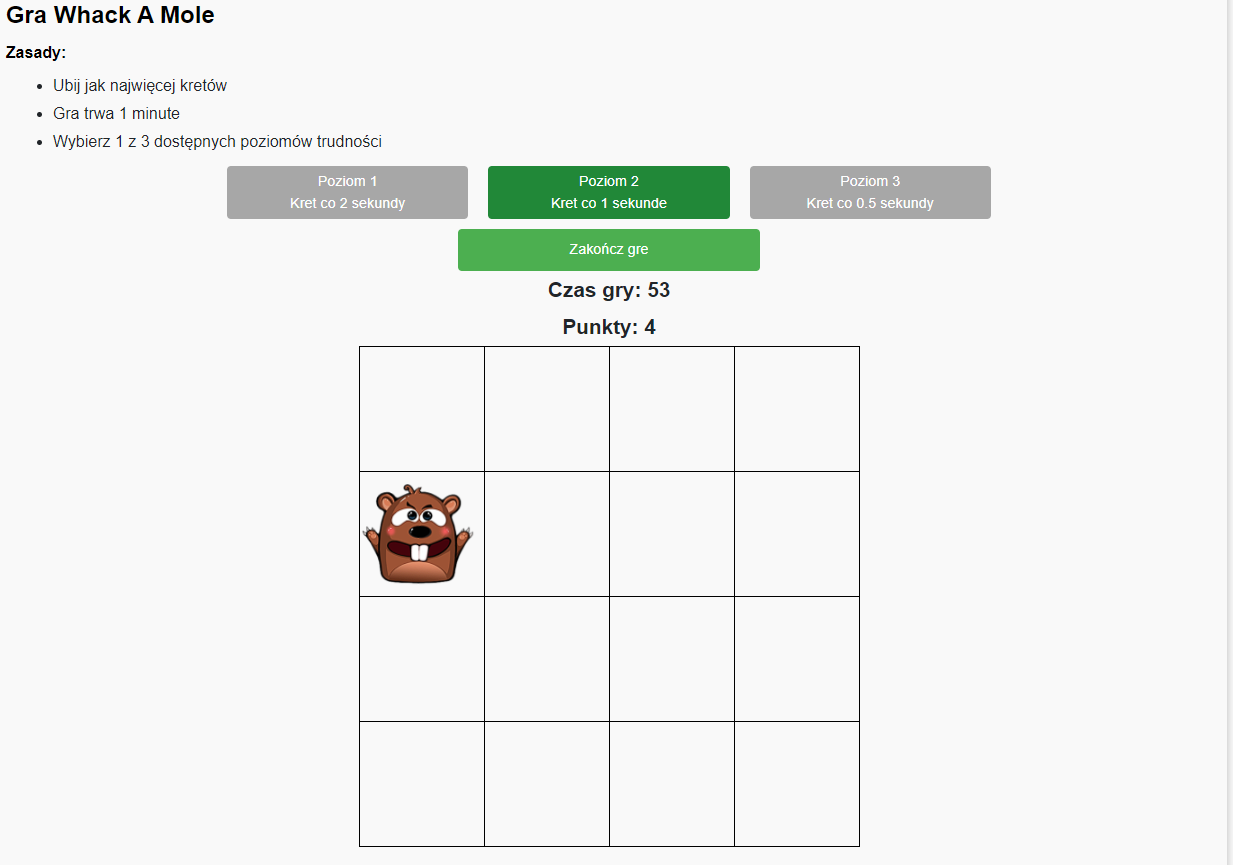 Gra Whack A Mole
Zasady:
Ubij jak najwięcej kretów
Gra trwa 1 minute
Wybierz 1 z 3 dostępnych poziomów trudności
Poziom 1
Kret co 2 sekundy
Poziom 2
Kret co 1 sekunde
Poziom 3
Kret co 0.5 sekundy
Zakończ gre
Czas gry: 53
Punkty: 4